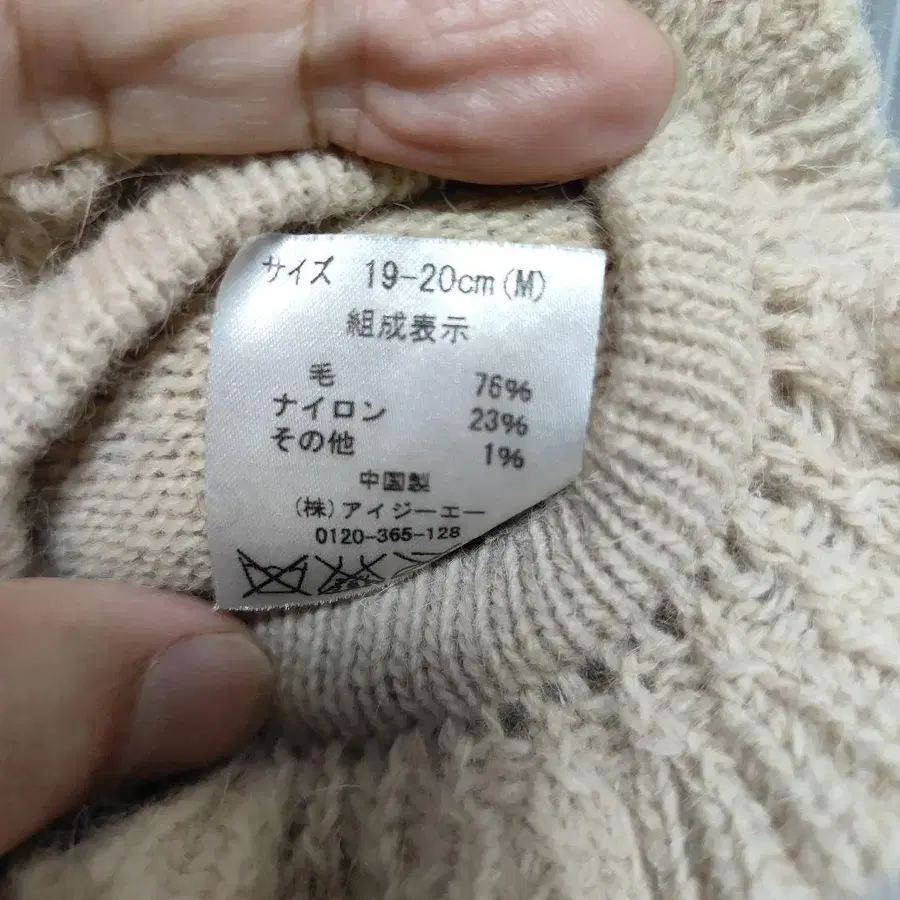 サイズ 19-20cm(M)
組成表示
毛 76%
ナイロン 23%
その他 1%
中国製
(株)アイジーエー
0120-365-128